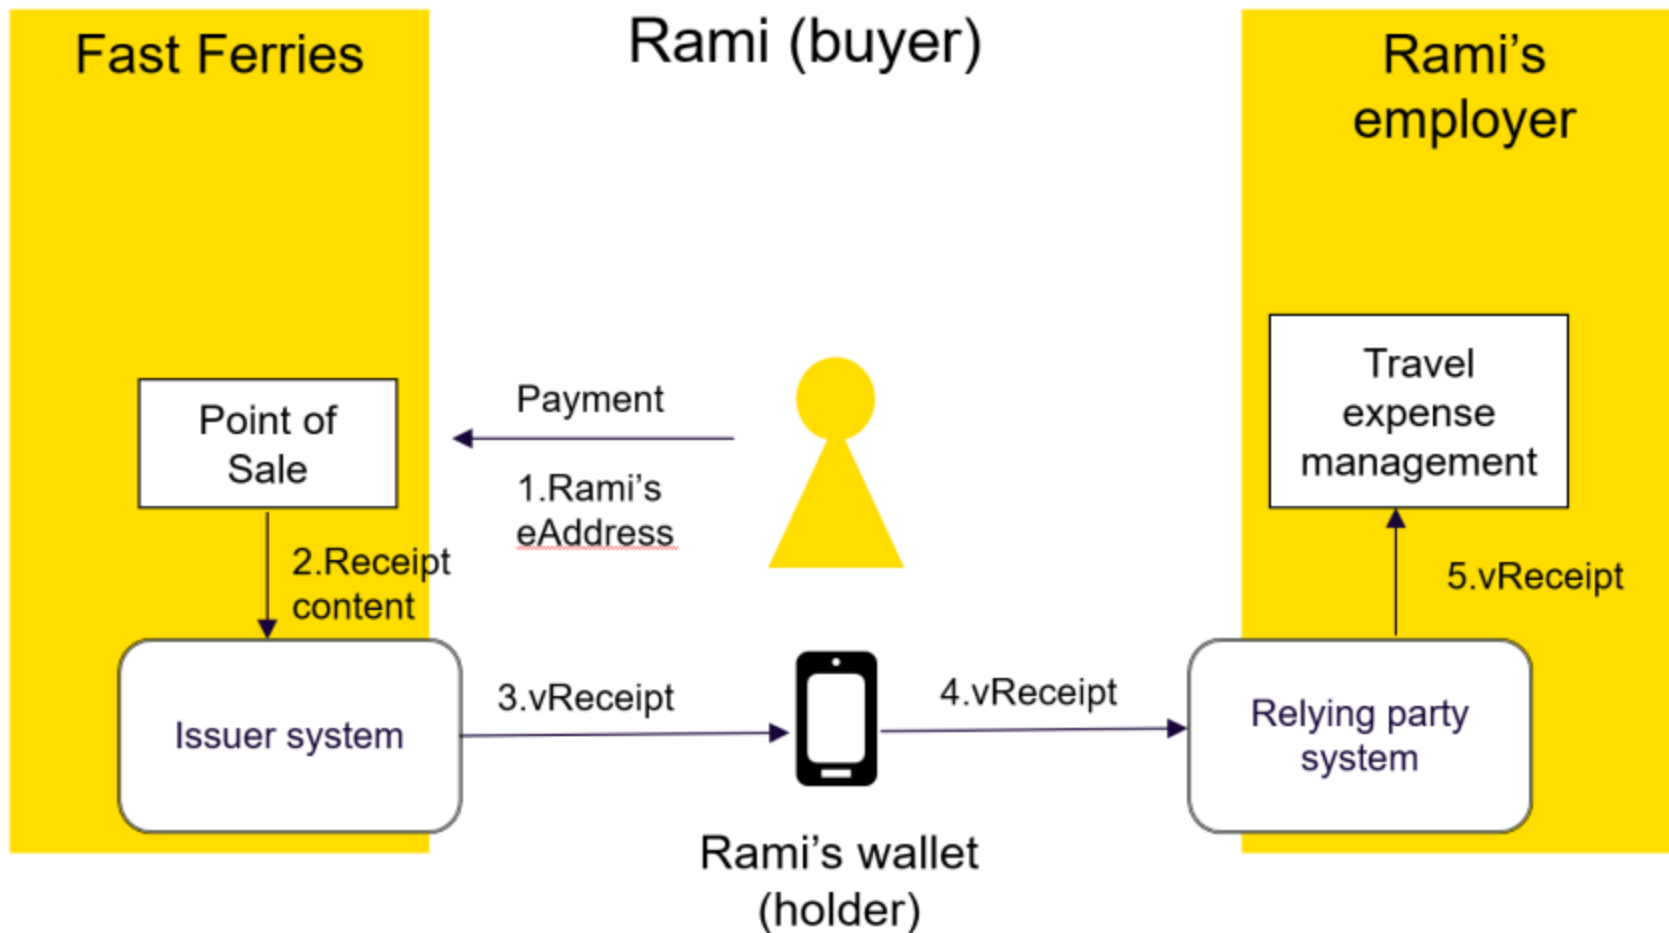 Fast Ferries
Rami (buyer)
Rami's
employer
Point of
Sale
Payment
1.Rami's
eAddress
2.Receipt
content
Travel
expense
management
5.vReceipt
Issuer system
3.vReceipt
4.vReceipt
Relying party
system
Rami's wallet
(holder)